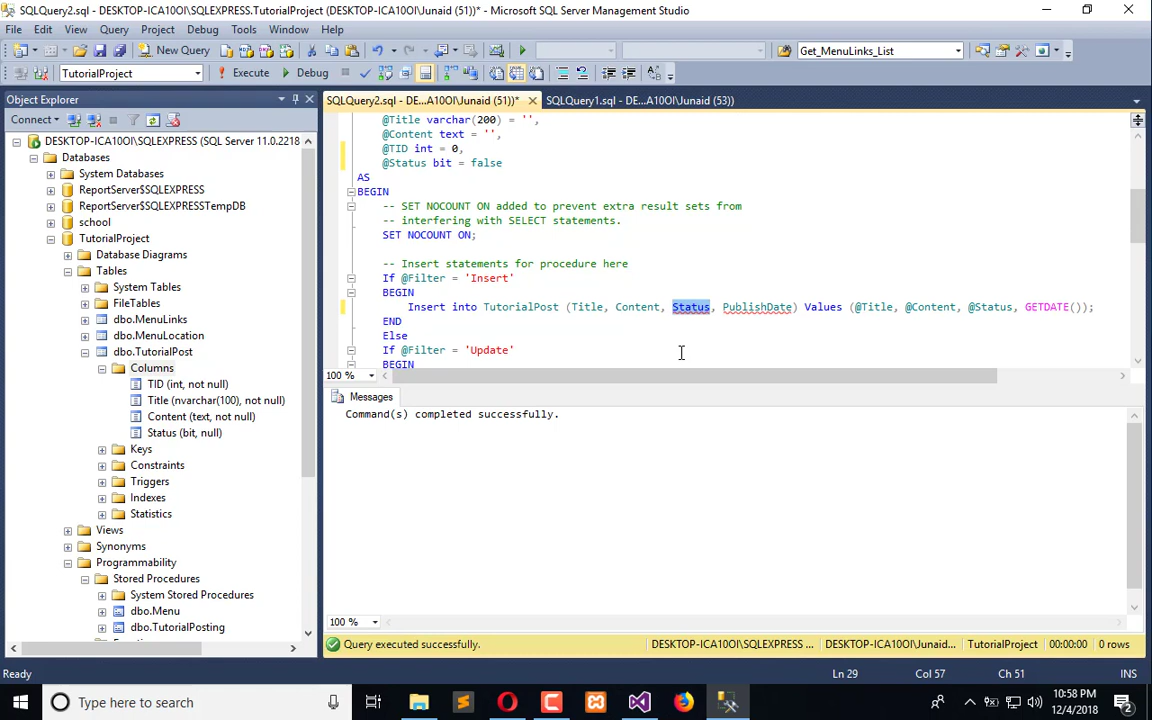 SQLQuery2.sql - DESKTOP-ICA10OI\SQLEXPRESS.TutorialProject (DESKTOP-ICA10OI\Junaid (51))* - Microsoft SQL Server Management Studio
File Edit View Query Project Debug Tools Window Help
New Query Get_MenuLinks_List
TutorialProject Execute Debug
Object Explorer
SQLQuery2.sql - DE...A10OI\Junaid (51))* SQLQuery1.sql - DE...A10OI\Junaid (53))
Connect
DESKTOP-ICA10OI\SQLEXPRESS (SQL Server 11.0.2218
Databases
System Databases
ReportServer$SQLEXPRESS
ReportServer$SQLEXPRESSTempDB
school
TutorialProject
Database Diagrams
Tables
System Tables
FileTables
dbo.MenuLinks
dbo.MenuLocation
dbo.TutorialPost
Columns
TID (int, not null)
Title (nvarchar(100), not null)
Content (text, not null)
Status (bit, null)
Keys
Constraints
Triggers
Indexes
Statistics
Views
Synonyms
Programmability
Stored Procedures
System Stored Procedures
dbo.Menu
dbo.TutorialPosting
@Title varchar(200) = '',
@Content text = '',
@TID int = 0,
@Status bit = false
AS
BEGIN
-- SET NOCOUNT ON added to prevent extra result sets from
-- interfering with SELECT statements.
SET NOCOUNT ON;
-- Insert statements for procedure here
If @Filter = 'Insert'
BEGIN
Insert into TutorialPost (Title, Content, Status, PublishDate) Values (@Title, @Content, @Status, GETDATE());
END
Else
If @Filter = 'Update'
BEGIN
100 %
Messages
Command(s) completed successfully.
100 %
Query executed successfully. DESKTOP-ICA10OI\SQLEXPRESS ... DESKTOP-ICA10OI\Junaid... TutorialProject 00:00:00 0 rows
Ready Ln 29 Col 57 Ch 51 INS
Type here to search
10:58 PM
12/4/2018
2